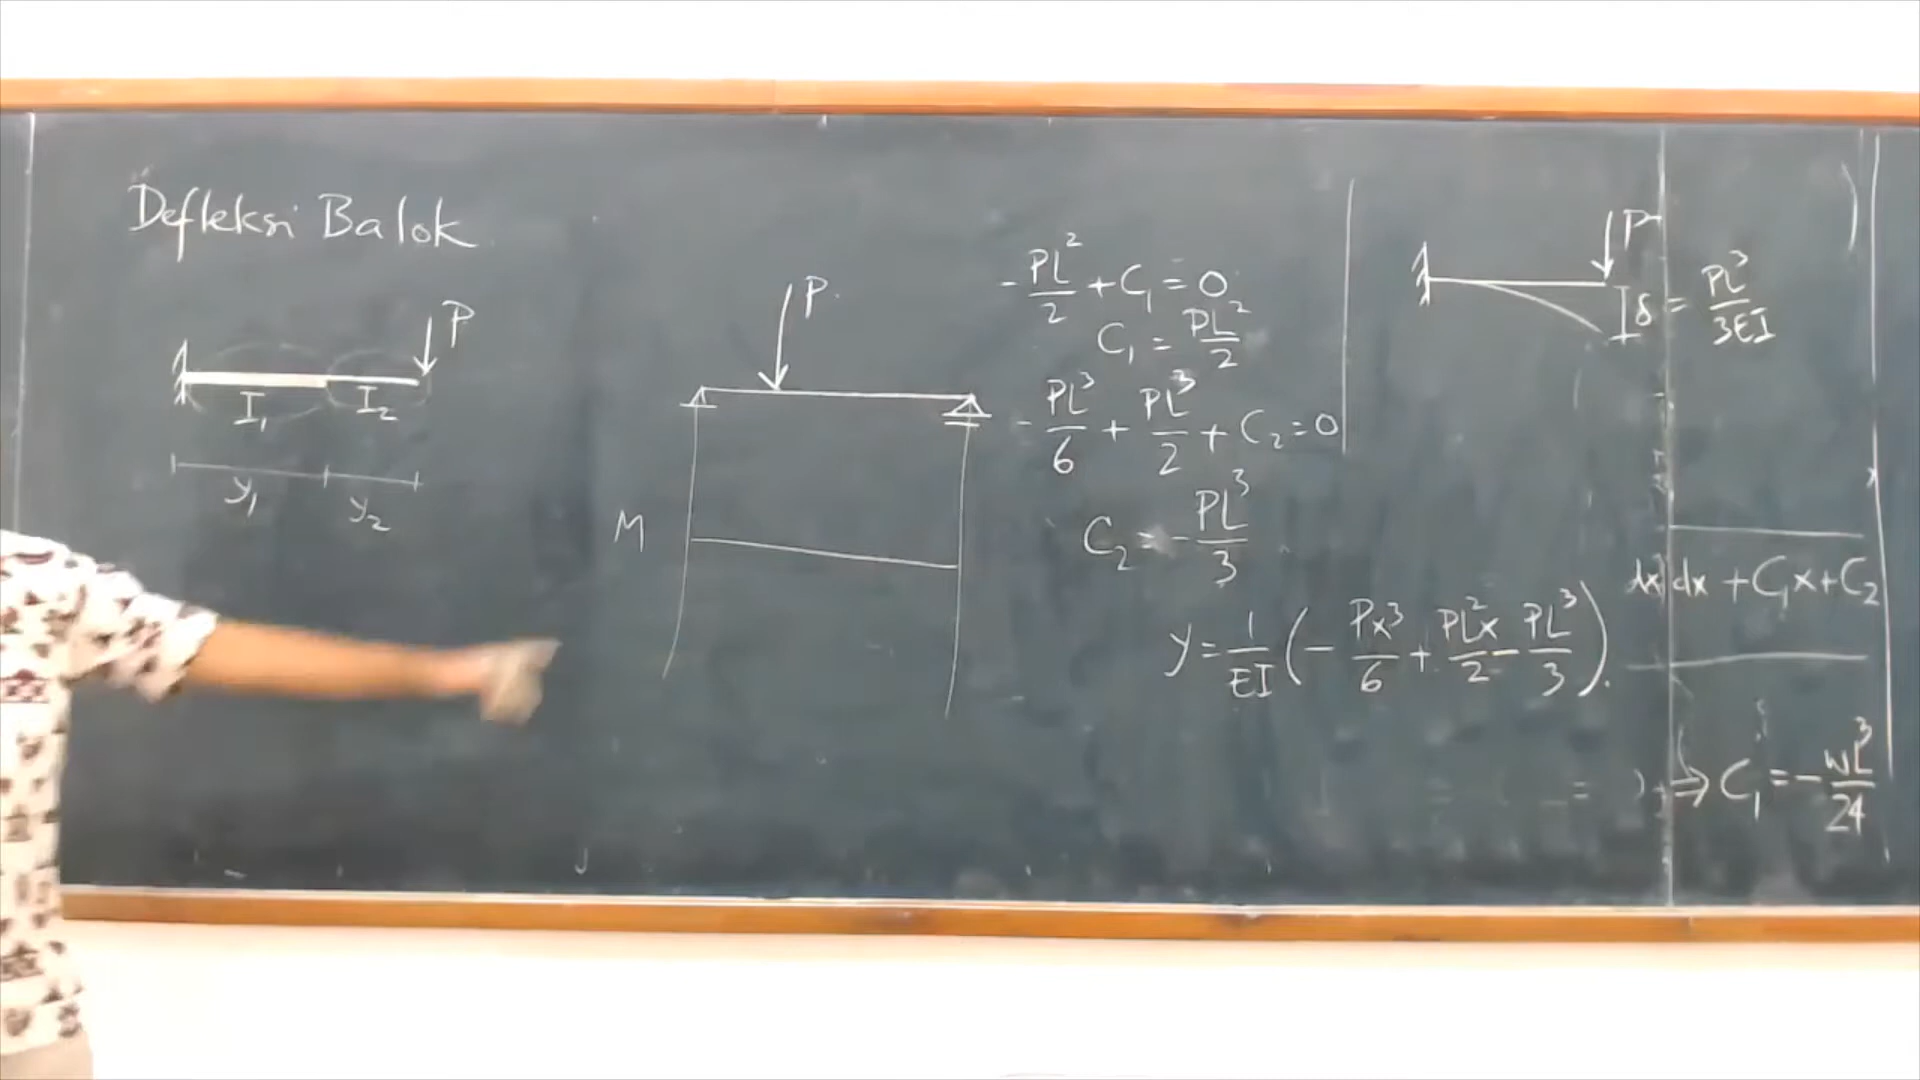 Defleksi Balok
P
I₁ I₂
y₁ y₂
P
M
-PL²/2 + C₁ = 0
C₁ = PL²/2
-PL³/6 + PL³/2 + C₂ = 0
C₂ = -PL³/3
y = 1/EI (-Px³/6 + PL²x/2 - PL³/3).
P
δ = PL³/3EI
dx) dx + C₁x + C₂
⇒ C₁ = -wL³/24